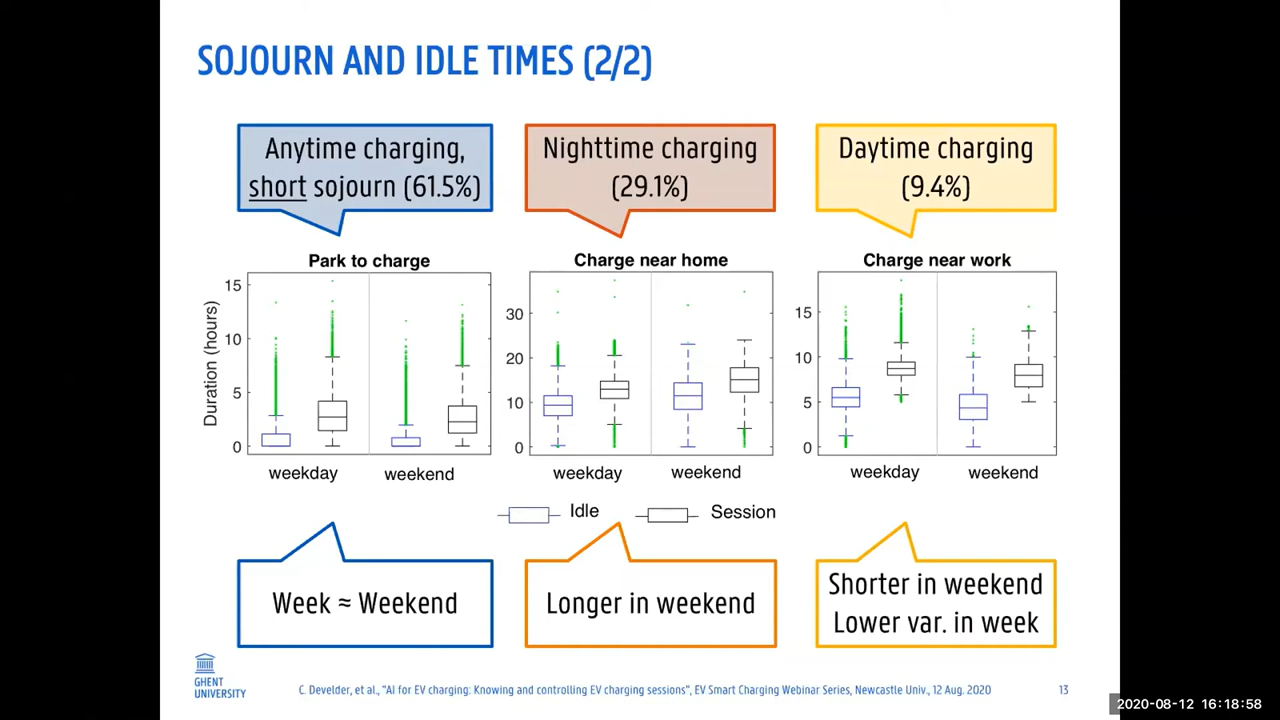 SOJOURN AND IDLE TIMES (2/2)
Anytime charging,
short sojourn (61.5%)
Nighttime charging
(29.1%)
Daytime charging
(9.4%)
Park to charge
Charge near home
Charge near work
Duration (hours)
15
10
5
0
30
20
10
0
15
10
5
0
weekday
weekend
weekday
weekend
weekday
weekend
Idle
Session
Week ≈ Weekend
Longer in weekend
Shorter in weekend
Lower var. in week
GHENT
UNIVERSITY
C. Develder, et al., "AI for EV charging: Knowing and controlling EV charging sessions", EV Smart Charging Webinar Series, Newcastle Univ., 12 Aug. 2020
13
2020-08-12 16:18:58